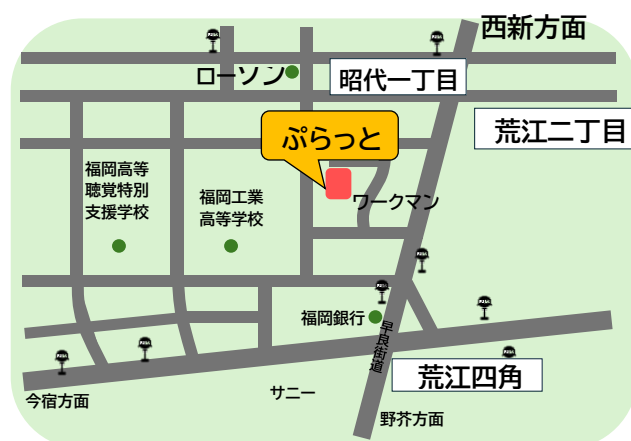 西新方面
ローソン
昭代一丁目
荒江二丁目
ぷらっと
福岡高等
聴覚特別
支援学校
福岡工業
高等学校
ワークマン
福岡銀行
早良街道
荒江四角
サニー
今宿方面
野芥方面